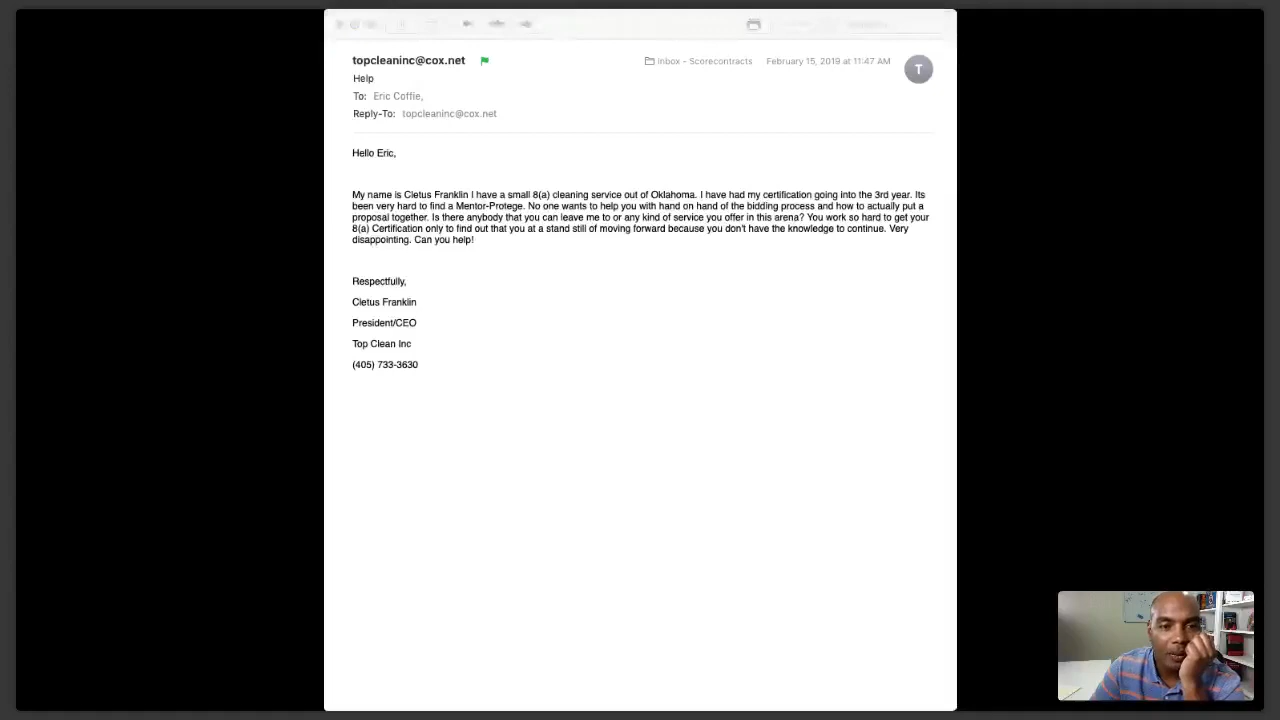 topcleaninc@cox.net
Inbox - Scorecontracts February 15, 2019 at 11:47 AM
T
Help
To: Eric Coffie,
Reply-To: topcleaninc@cox.net
Hello Eric,
My name is Cletus Franklin I have a small 8(a) cleaning service out of Oklahoma. I have had my certification going into the 3rd year. Its
been very hard to find a Mentor-Protege. No one wants to help you with hand on hand of the bidding process and how to actually put a
proposal together. Is there anybody that you can leave me to or any kind of service you offer in this arena? You work so hard to get your
8(a) Certification only to find out that you at a stand still of moving forward because you don't have the knowledge to continue. Very
disappointing. Can you help!
Respectfully,
Cletus Franklin
President/CEO
Top Clean Inc
(405) 733-3630